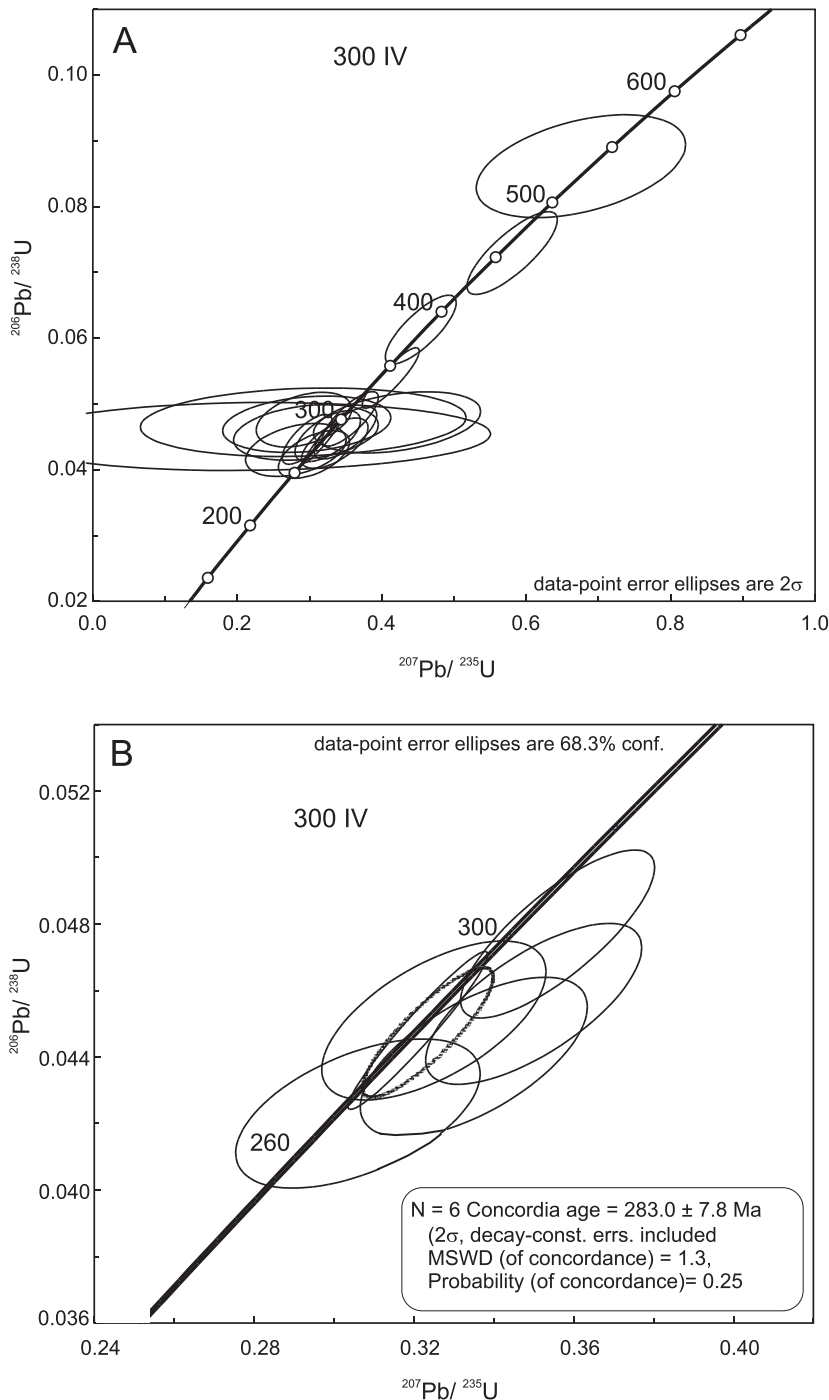 A
300 IV
0.10
600
0.08
500
²⁰⁶Pb/ ²³⁸U
0.06
400
300
0.04
200
data-point error ellipses are 2σ
0.02
0.0 0.2 0.4 0.6 0.8 1.0
²⁰⁷Pb/ ²³⁵U
B
data-point error ellipses are 68.3% conf.
0.052
300 IV
0.048
300
²⁰⁶Pb/ ²³⁸U
0.044
260
0.040
N = 6 Concordia age = 283.0 ± 7.8 Ma
(2σ, decay-const. errs. included
MSWD (of concordance) = 1.3,
Probability (of concordance)= 0.25
0.036
0.24 0.28 0.32 0.36 0.40
²⁰⁷Pb/ ²³⁵U